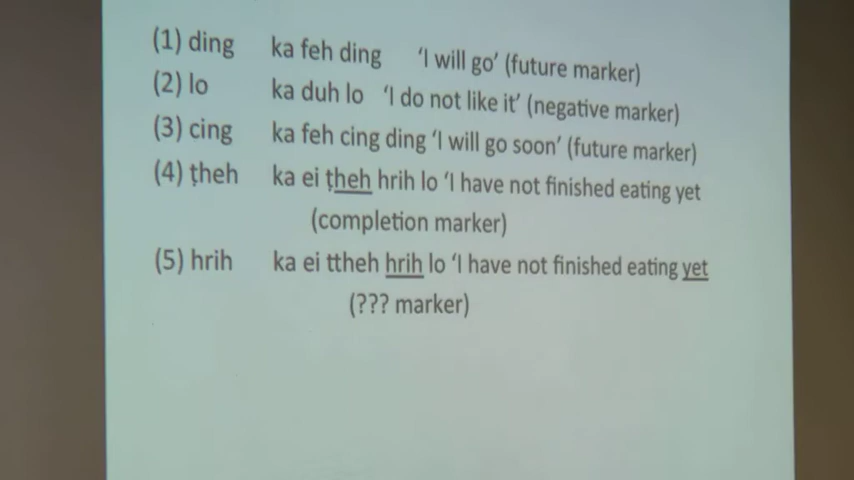 (1) ding ka feh ding ‘I will go’ (future marker)
(2) lo ka duh lo ‘I do not like it’ (negative marker)
(3) cing ka feh cing ding ‘I will go soon’ (future marker)
(4) ṭheh ka ei ṭheh hrih lo ‘I have not finished eating yet
(completion marker)
(5) hrih ka ei ttheh hrih lo ‘I have not finished eating yet
(??? marker)